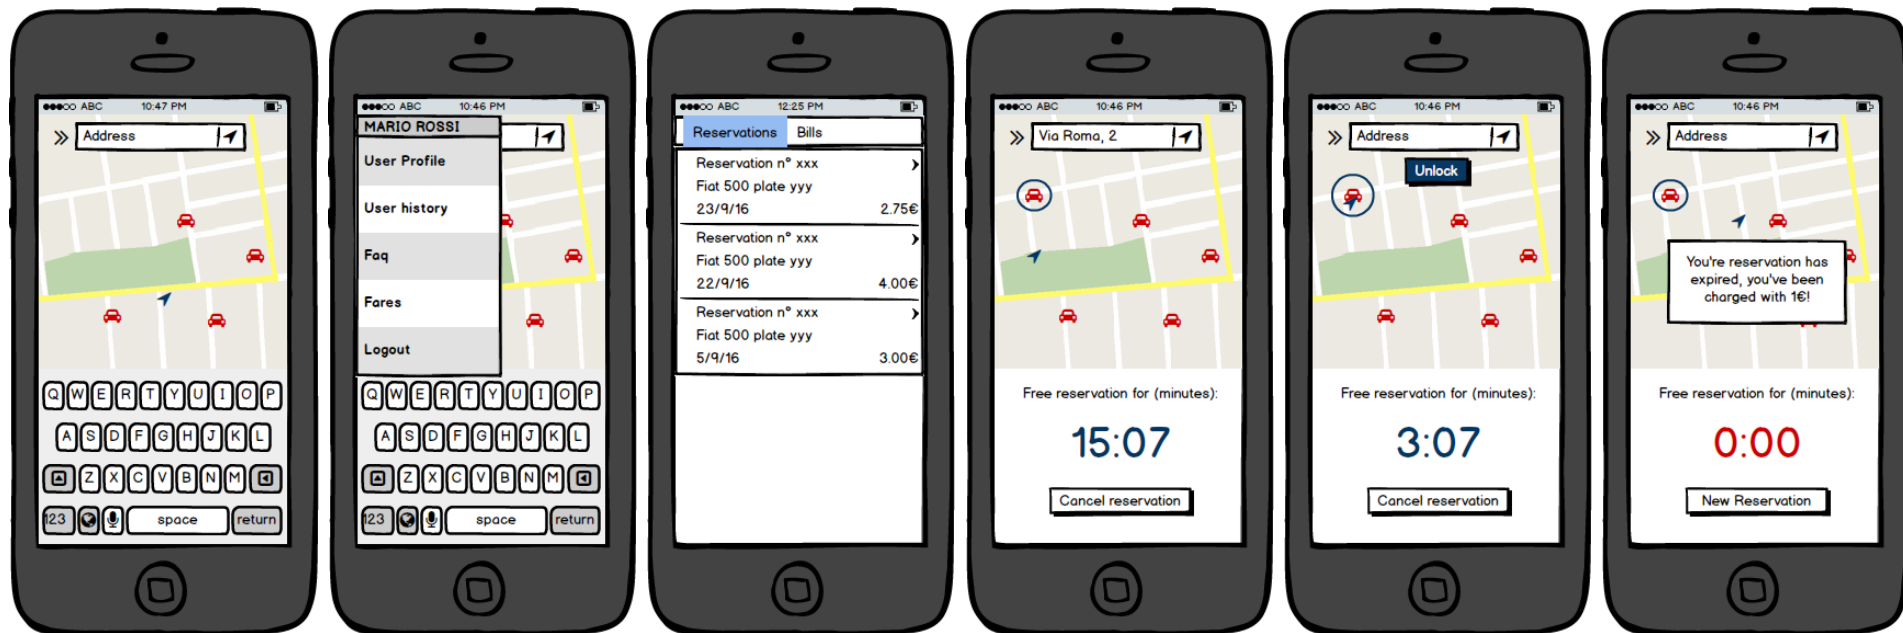 ABC 10:47 PM
Address
Q W E R T Y U I O P
A S D F G H J K L
Z X C V B N M
123 space return
ABC 10:46 PM
MARIO ROSSI
User Profile
User history
Faq
Fares
Logout
Q W E R T Y U I O P
A S D F G H J K L
Z X C V B N M
123 space return
ABC 12:25 PM
Reservations Bills
Reservation n° xxx
Fiat 500 plate yyy
23/9/16 2.75€
Reservation n° xxx
Fiat 500 plate yyy
22/9/16 4.00€
Reservation n° xxx
Fiat 500 plate yyy
5/9/16 3.00€
ABC 10:46 PM
Via Roma, 2
Free reservation for (minutes):
15:07
Cancel reservation
ABC 10:46 PM
Address
Unlock
Free reservation for (minutes):
3:07
Cancel reservation
ABC 10:46 PM
Address
You're reservation has
expired, you've been
charged with 1€!
Free reservation for (minutes):
0:00
New Reservation